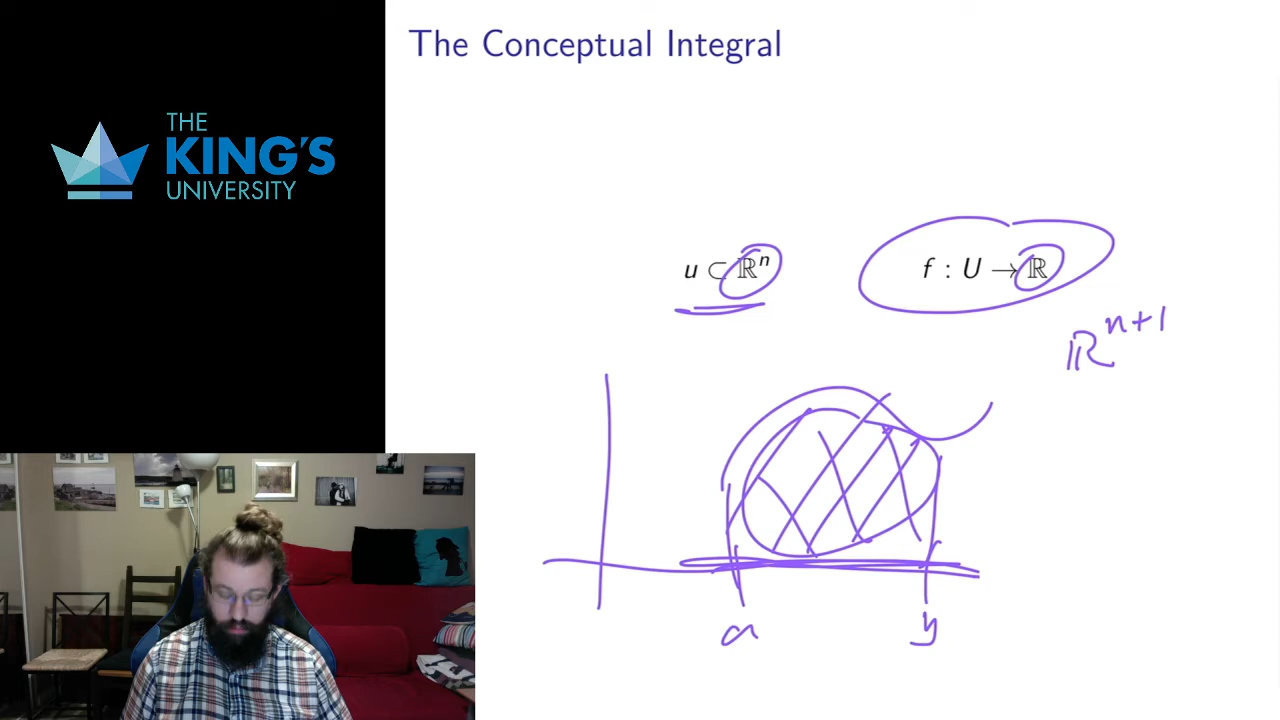 The Conceptual Integral
THE
KING'S
UNIVERSITY
u ⊂ ℝⁿ
f : U → ℝ
ℝⁿ⁺¹
a